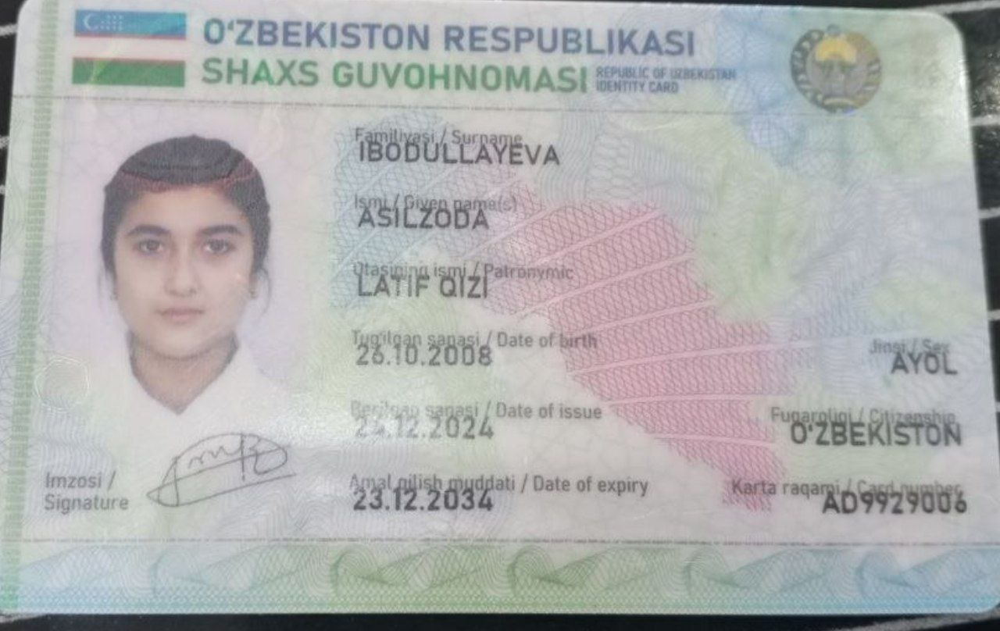 O‘ZBEKISTON RESPUBLIKASI
SHAXS GUVOHNOMASI
REPUBLIC OF UZBEKISTAN
IDENTITY CARD
Familiyasi / Surname
IBODULLAYEVA
Ismi / Given name(s)
ASILZODA
Otasining ismi / Patronymic
LATIF QIZI
Tug‘ilgan sanasi / Date of birth
26.10.2008
Jinsi / Sex
AYOL
Berilgan sanasi / Date of issue
24.12.2024
Fuqaroligi / Citizenship
O‘ZBEKISTON
Imzosi /
Signature
Amal qilish muddati / Date of expiry
23.12.2034
Karta raqami / Card number
AD9929006